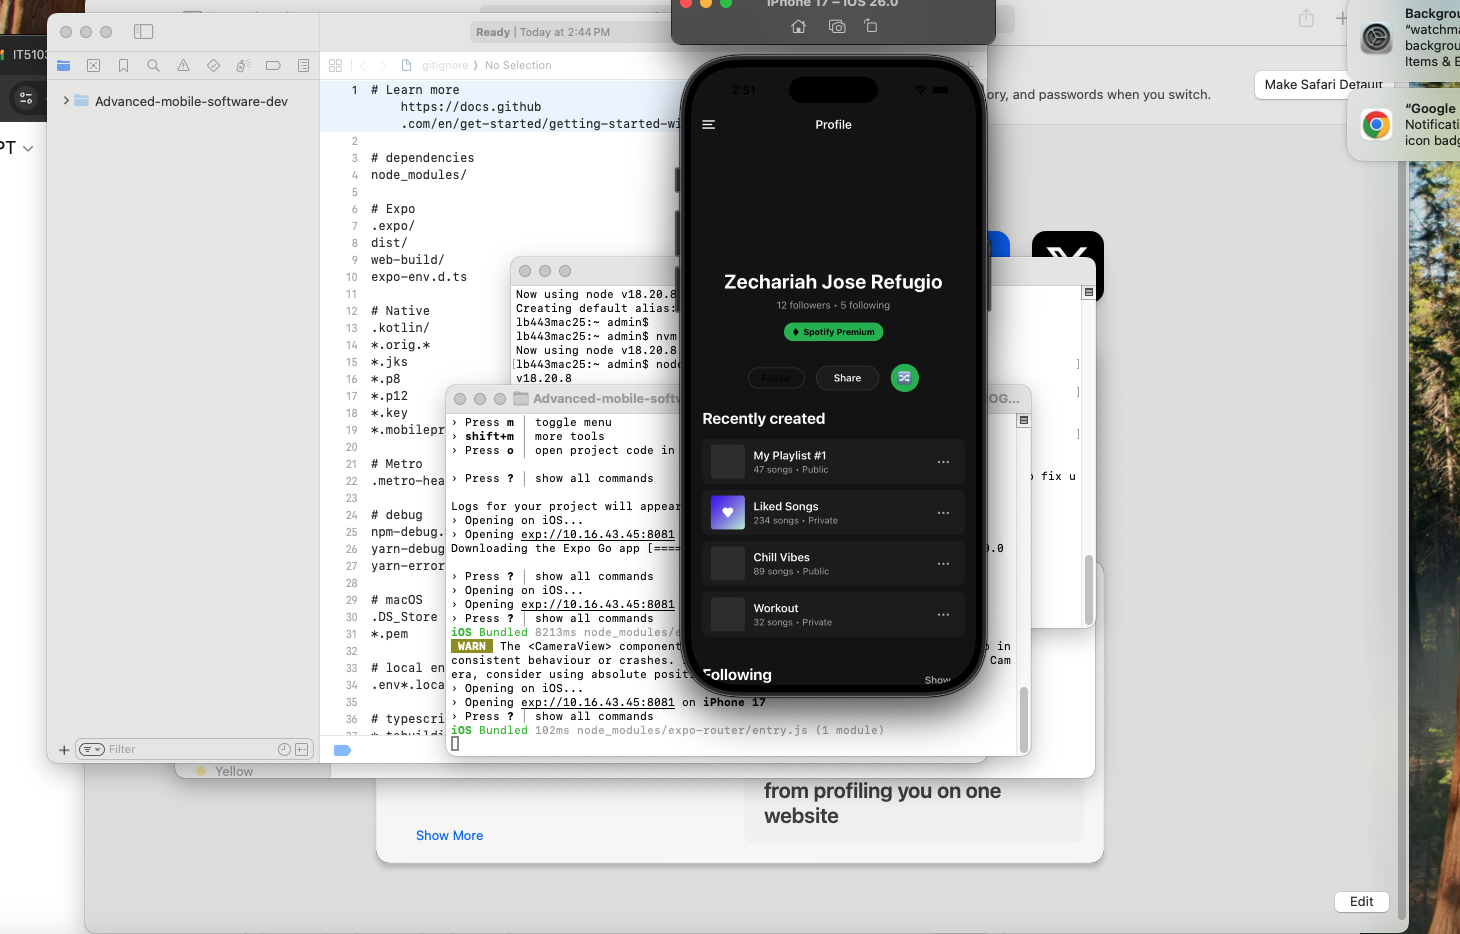 IT5103
PT
Ready | Today at 2:44 PM
.gitignore
No Selection
Advanced-mobile-software-dev
1 # Learn more
https://docs.github
.com/en/get-started/getting-started-wi
2
3 # dependencies
4 node_modules/
5
6 # Expo
7 .expo/
8 dist/
9 web-build/
10 expo-env.d.ts
11
12 # Native
13 .kotlin/
14 *.orig.*
15 *.jks
16 *.p8
17 *.p12
18 *.key
19 *.mobilepr
20
21 # Metro
22 .metro-hea
23
24 # debug
25 npm-debug.
26 yarn-debug
27 yarn-error
28
29 # macOS
30 .DS_Store
31 *.pem
32
33 # local en
34 .env*.loca
35
36 # typescri
37
Filter
Yellow
Now using node v18.20.8
Creating default alias:
lb443mac25:~ admin$
lb443mac25:~ admin$ nvm
Now using node v18.20.8
[lb443mac25:~ admin$ node
v18.20.8
]
]
]
fix u
Advanced-mobile-softw
OG...
› Press m │ toggle menu
› shift+m │ more tools
› Press o │ open project code in
› Press ? │ show all commands
Logs for your project will appear
› Opening on iOS...
› Opening exp://10.16.43.45:8081
Downloading the Expo Go app [====
0.0
› Press ? │ show all commands
› Opening on iOS...
› Opening exp://10.16.43.45:8081
› Press ? │ show all commands
iOS Bundled 8213ms node_modules/e
WARN The <CameraView> component
in
consistent behaviour or crashes.
Cam
era, consider using absolute posit
› Opening on iOS...
› Opening exp://10.16.43.45:8081 on iPhone 17
› Press ? │ show all commands
iOS Bundled 102ms node_modules/expo-router/entry.js (1 module)
iPhone 17 – iOS 26.0
2:51
Profile
Zechariah Jose Refugio
12 followers • 5 following
Spotify Premium
Follow
Share
Recently created
My Playlist #1
47 songs • Public
Liked Songs
234 songs • Private
Chill Vibes
89 songs • Public
Workout
32 songs • Private
Following
Show
ory, and passwords when you switch.
Make Safari Default
Backgrou
“watchma
backgrou
Items & E
“Google
Notificati
icon badg
from profiling you on one
website
Show More
Edit